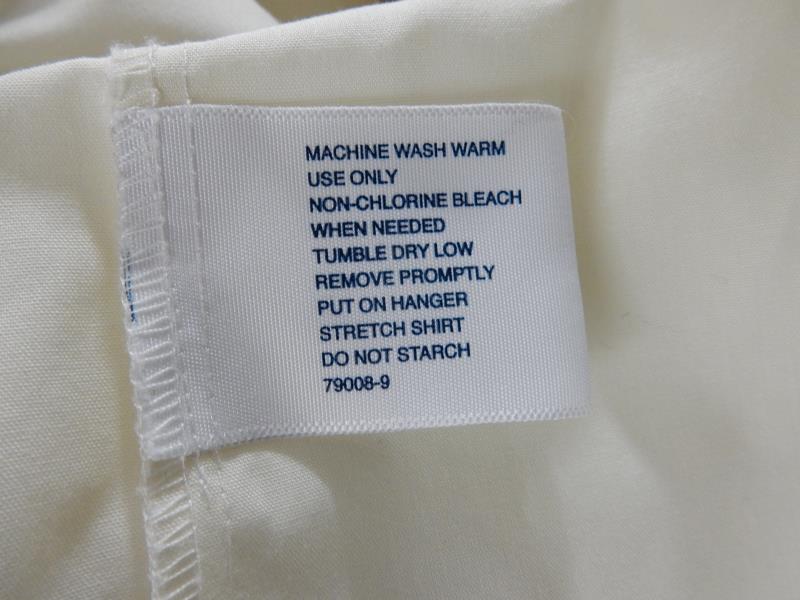 MACHINE WASH WARM
USE ONLY
NON-CHLORINE BLEACH
WHEN NEEDED
TUMBLE DRY LOW
REMOVE PROMPTLY
PUT ON HANGER
STRETCH SHIRT
DO NOT STARCH
79008-9